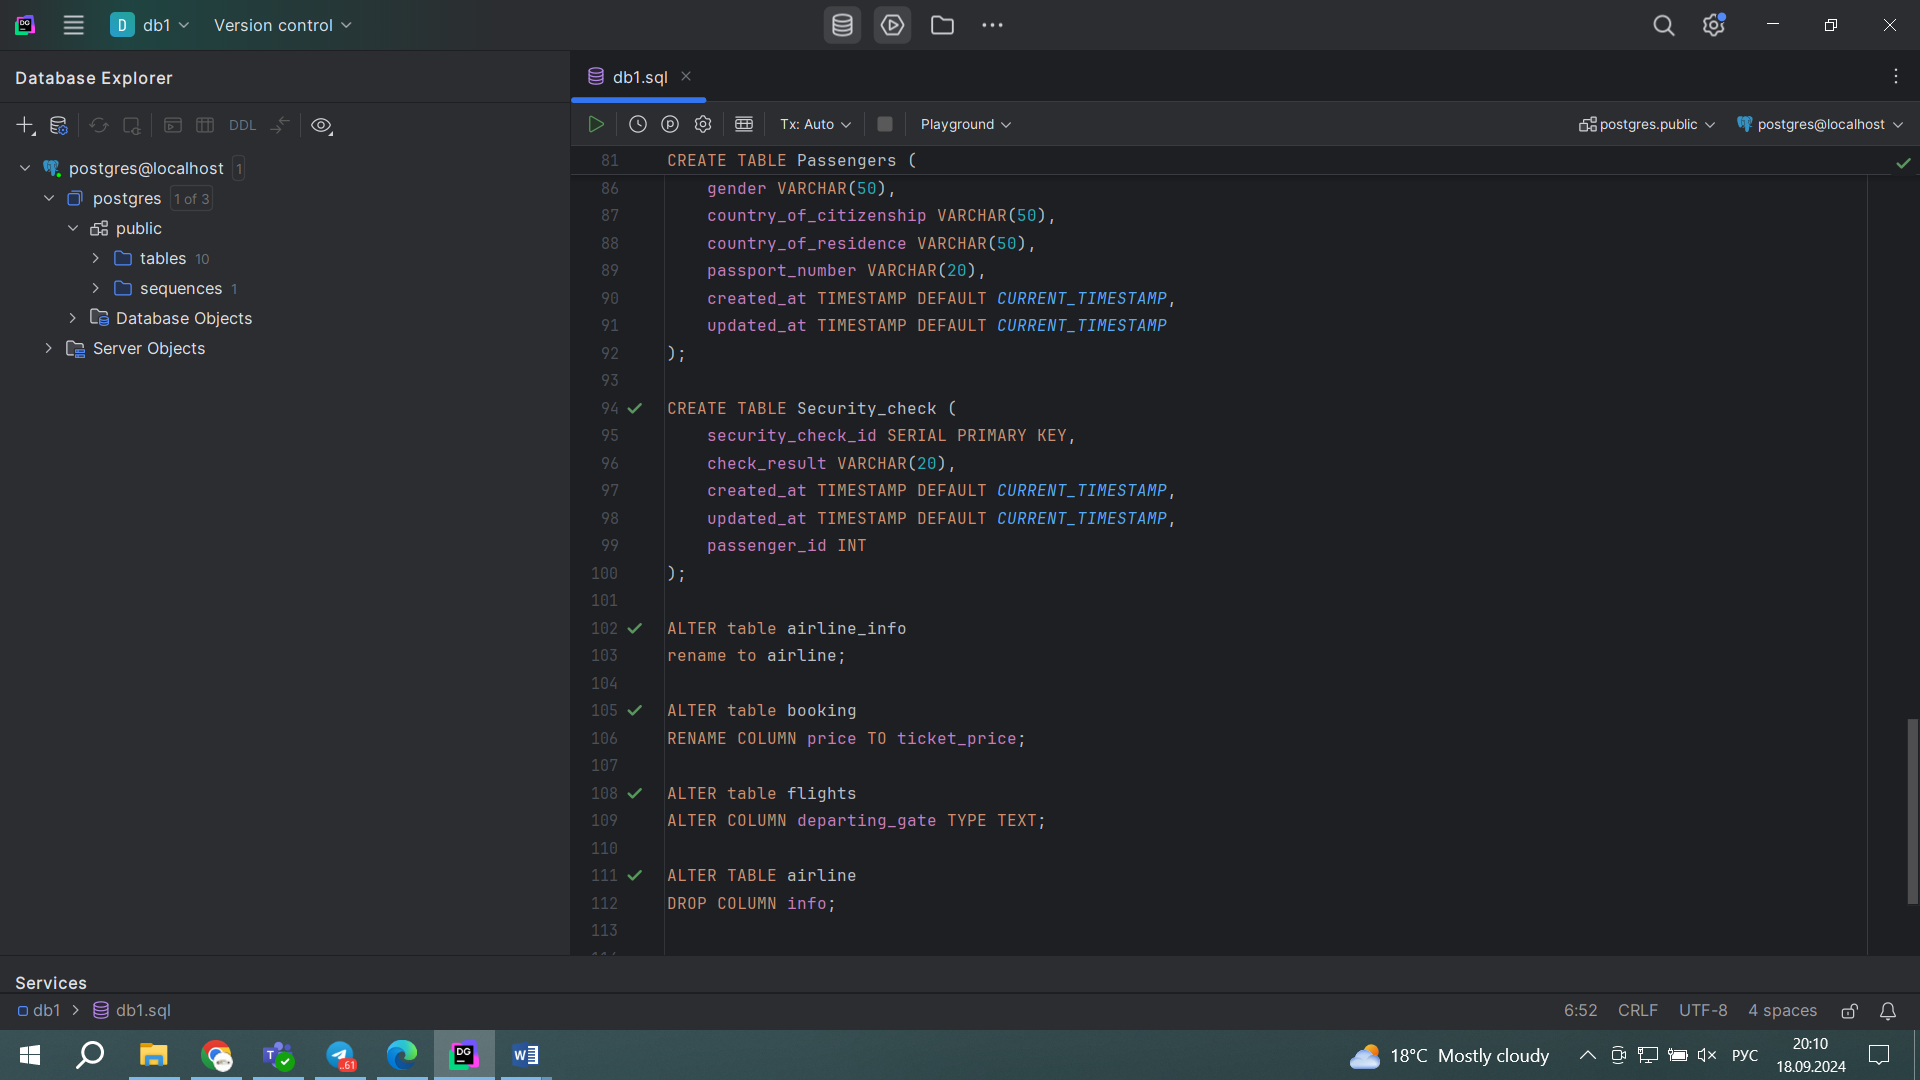 DG
D db1 Version control
Database Explorer
db1.sql
DDL
Tx: Auto Playground postgres.public postgres@localhost
postgres@localhost 1
postgres 1 of 3
public
tables 10
sequences 1
Database Objects
Server Objects
81 CREATE TABLE Passengers (
86 gender VARCHAR(50),
87 country_of_citizenship VARCHAR(50),
88 country_of_residence VARCHAR(50),
89 passport_number VARCHAR(20),
90 created_at TIMESTAMP DEFAULT CURRENT_TIMESTAMP,
91 updated_at TIMESTAMP DEFAULT CURRENT_TIMESTAMP
92 );
93
94 CREATE TABLE Security_check (
95 security_check_id SERIAL PRIMARY KEY,
96 check_result VARCHAR(20),
97 created_at TIMESTAMP DEFAULT CURRENT_TIMESTAMP,
98 updated_at TIMESTAMP DEFAULT CURRENT_TIMESTAMP,
99 passenger_id INT
100 );
101
102 ALTER table airline_info
103 rename to airline;
104
105 ALTER table booking
106 RENAME COLUMN price TO ticket_price;
107
108 ALTER table flights
109 ALTER COLUMN departing_gate TYPE TEXT;
110
111 ALTER TABLE airline
112 DROP COLUMN info;
113
Services
db1 > db1.sql 6:52 CRLF UTF-8 4 spaces
18°C Mostly cloudy РУС 20:10
18.09.2024